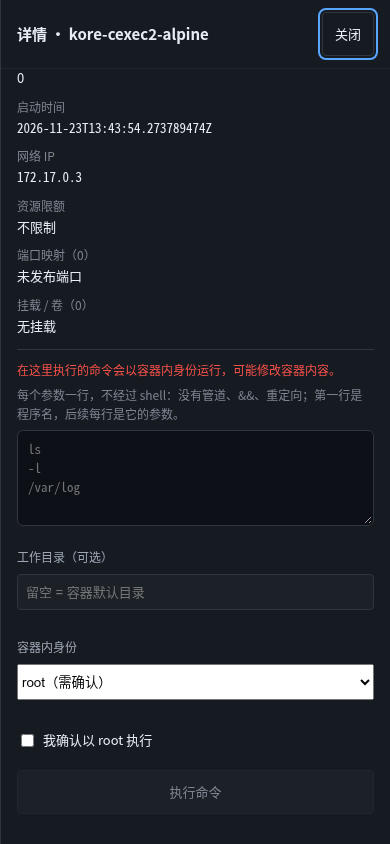 详情 · kore-cexec2-alpine
关闭
0
启动时间
2026-11-23T13:43:54.273789474Z
网络 IP
172.17.0.3
资源限额
不限制
端口映射（0）
未发布端口
挂载 / 卷（0）
无挂载
在这里执行的命令会以容器内身份运行，可能修改容器内容。
每个参数一行，不经过 shell：没有管道、&&、重定向；第一行是
程序名，后续每行是它的参数。
ls
-l
/var/log
工作目录（可选）
留空 = 容器默认目录
容器内身份
root（需确认）
我确认以 root 执行
执行命令